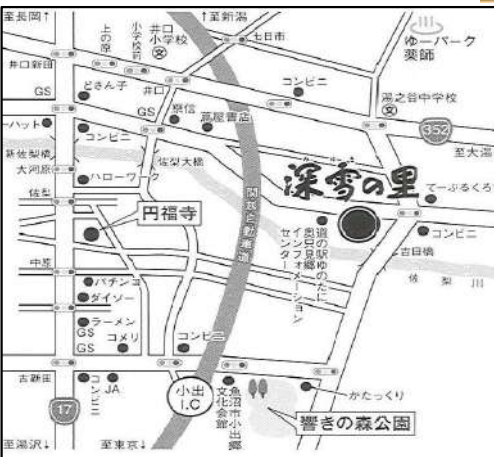 至長岡↑
↑至新潟
上の原
小学校前
井口
小学校
七日市
ゆーパーク
薬師
井口新田
GS
どさん子
井口
GS
コンビニ
湯之谷中学校
352
至大湯
ーハット
コンビニ
蔦屋書店
新佐梨橋
大河原
佐梨大橋
ハローワーク
関越自動車道
深雪の里
てーぶるくろ
佐梨
円福寺
道の駅ゆのたに
奥只見郷
インフォメーション
センター
コンビニ
吉田橋
佐梨川
中原
パチンコ
ダイソー
ラーメン
GS
GS
コメリ
コンビニ
古新田
17
コンビニ
JA
小出
I.C
魚沼市小出郷
文化会館
かたっくり
響きの森公園
至湯沢↓
至東京↓